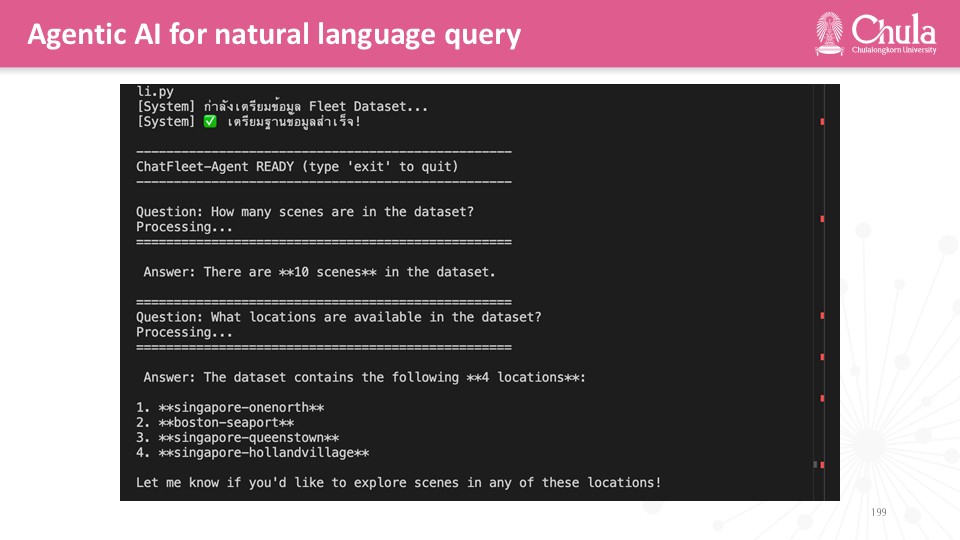 Agentic AI for natural language query
Chula
Chulalongkorn University
li.py
[System] กำลังเตรียมข้อมูล Fleet Dataset...
[System] ✅ เตรียมฐานข้อมูลสำเร็จ!
--------------------------------------------------
ChatFleet-Agent READY (type 'exit' to quit)
--------------------------------------------------
Question: How many scenes are in the dataset?
Processing...
==================================================
Answer: There are **10 scenes** in the dataset.
==================================================
Question: What locations are available in the dataset?
Processing...
==================================================
Answer: The dataset contains the following **4 locations**:
1. **singapore-onenorth**
2. **boston-seaport**
3. **singapore-queenstown**
4. **singapore-hollandvillage**
Let me know if you'd like to explore scenes in any of these locations!
199